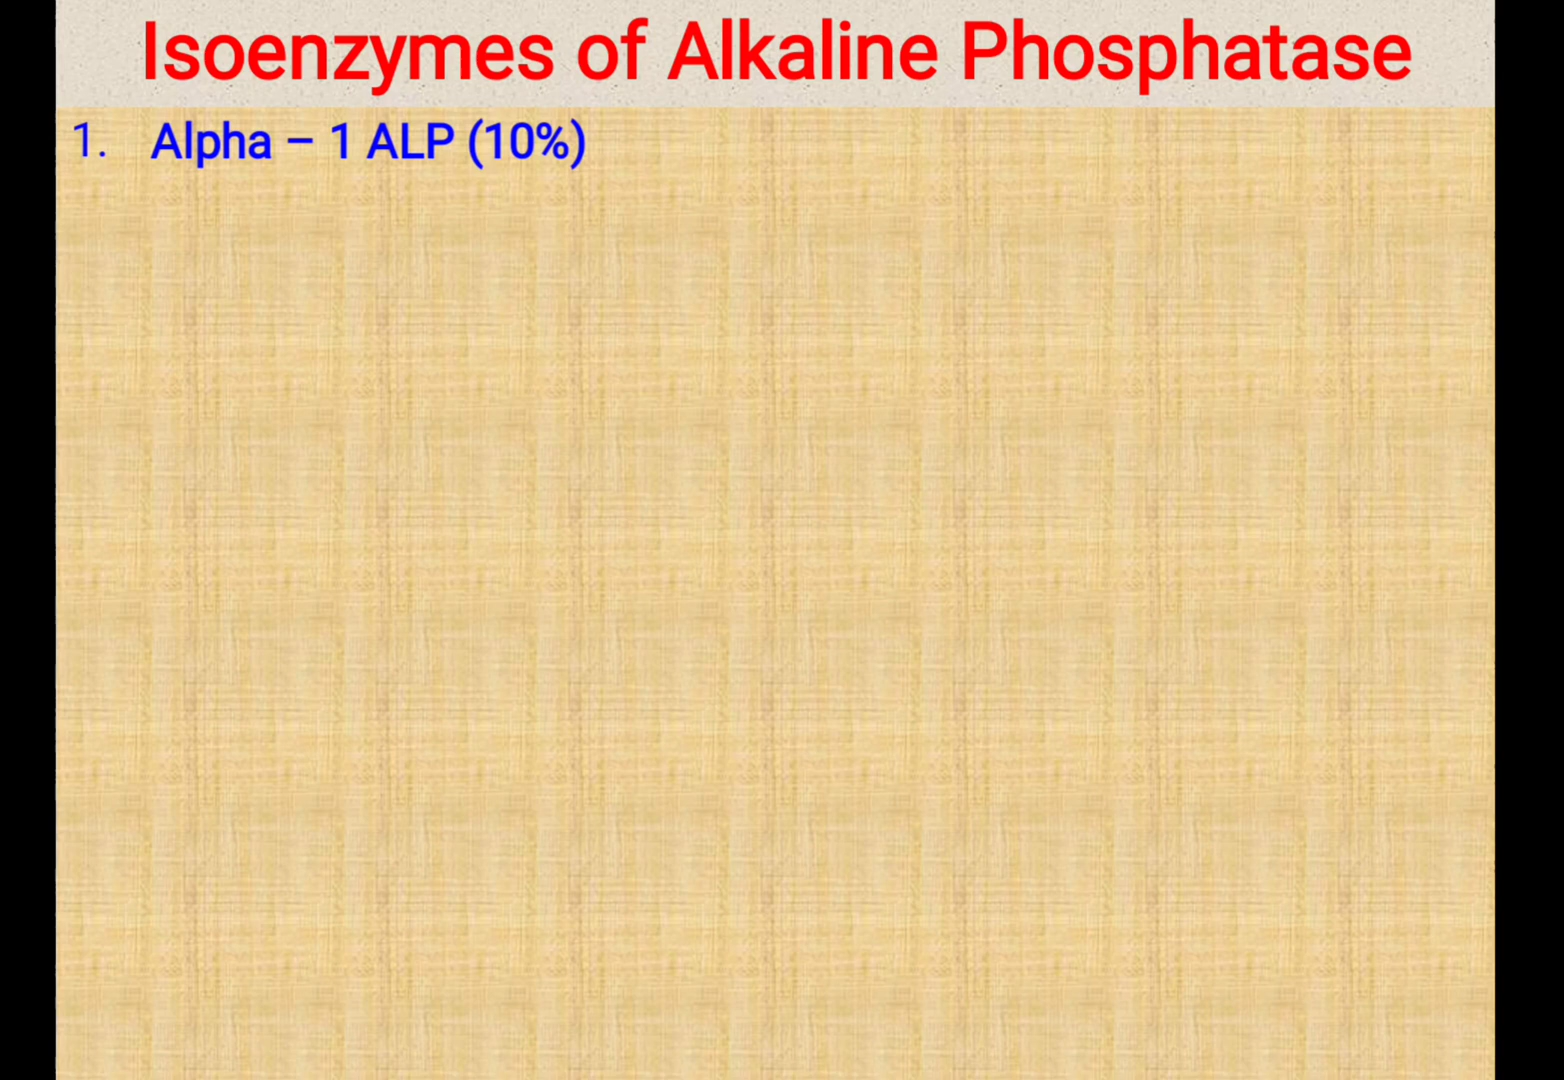 Isoenzymes of Alkaline Phosphatase
1. Alpha – 1 ALP (10%)